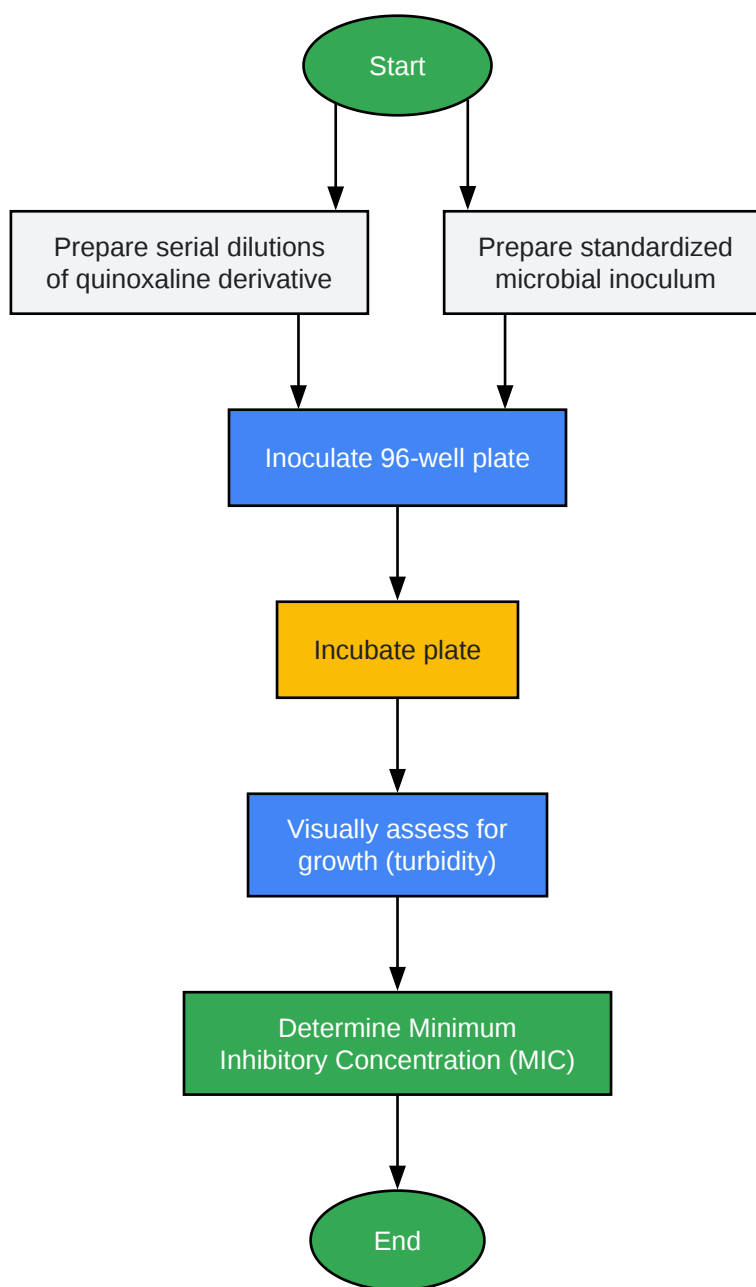 Start
Prepare serial dilutions
of quinoxaline derivative
Prepare standardized
microbial inoculum
Inoculate 96-well plate
Incubate plate
Visually assess for
growth (turbidity)
Determine Minimum
Inhibitory Concentration (MIC)
End